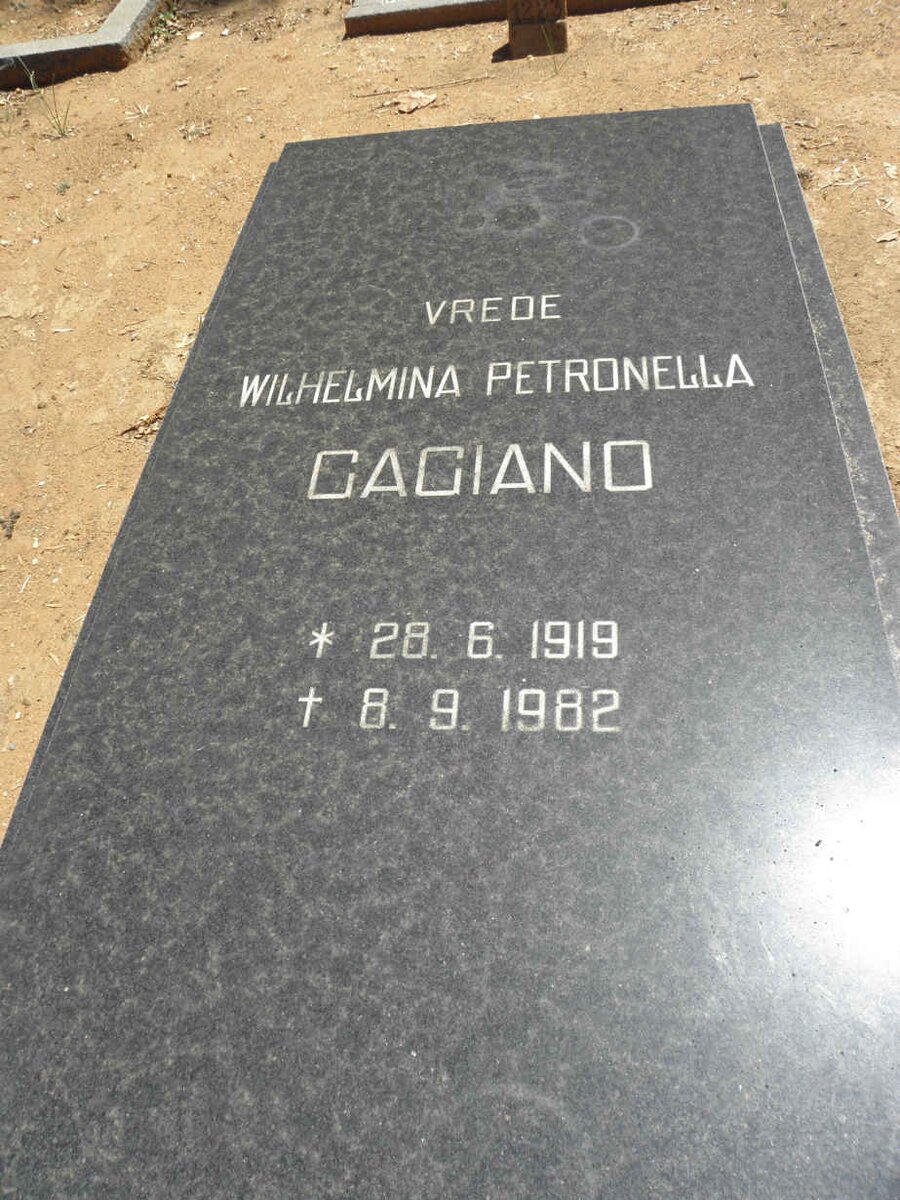 VREDE
WILHELMINA PETRONELLA
GAGIANO
* 28. 6. 1919
† 8. 9. 1982